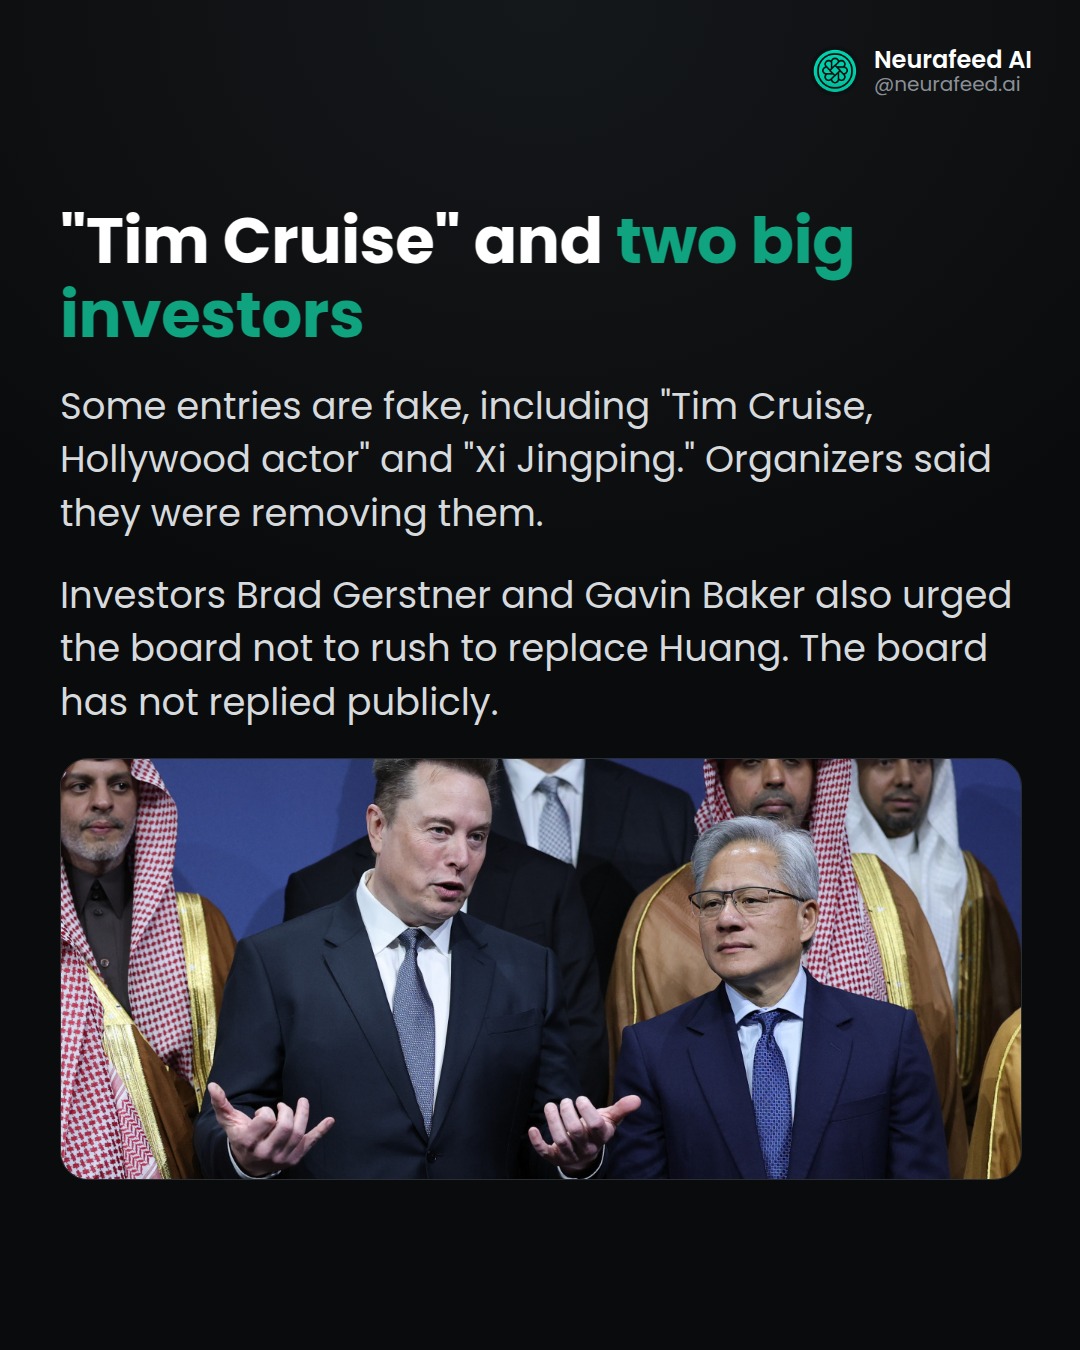 Neurafeed AI
@neurafeed.ai
"Tim Cruise" and two big
investors
Some entries are fake, including "Tim Cruise,
Hollywood actor" and "Xi Jingping." Organizers said
they were removing them.
Investors Brad Gerstner and Gavin Baker also urged
the board not to rush to replace Huang. The board
has not replied publicly.